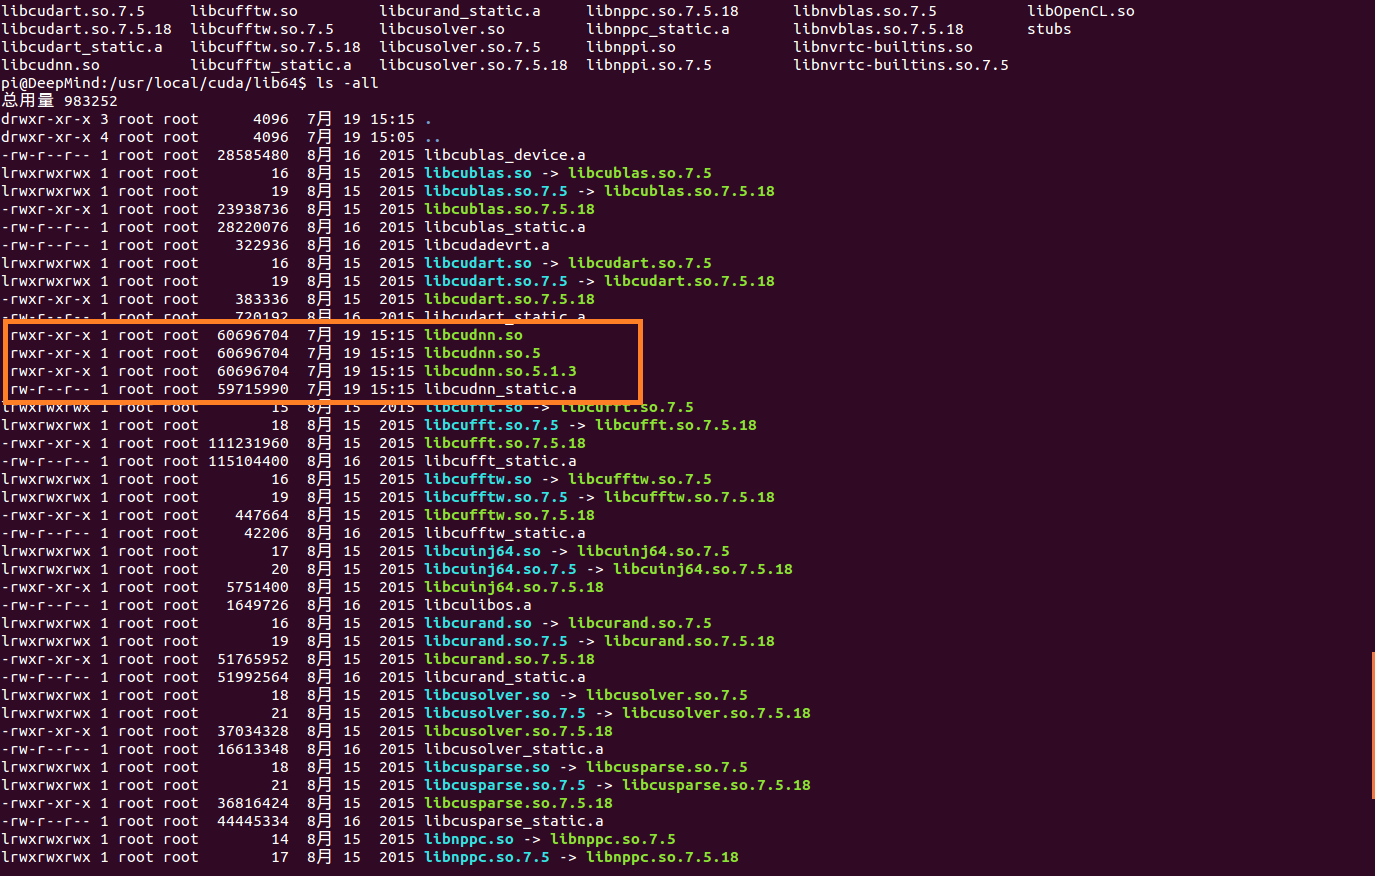 libcudart.so.7.5 libcufftw.so libcurand_static.a libnppc.so.7.5.18 libnvblas.so.7.5 libOpenCL.so
libcudart.so.7.5.18 libcufftw.so.7.5 libcusolver.so libnppc_static.a libnvblas.so.7.5.18 stubs
libcudart_static.a libcufftw.so.7.5.18 libcusolver.so.7.5 libnppi.so libnvrtc-builtins.so
libcudnn.so libcufftw_static.a libcusolver.so.7.5.18 libnppi.so.7.5 libnvrtc-builtins.so.7.5
pi@DeepMind:/usr/local/cuda/lib64$ ls -all
总用量 983252
drwxr-xr-x 3 root root 4096 7月 19 15:15 .
drwxr-xr-x 4 root root 4096 7月 19 15:05 ..
-rw-r--r-- 1 root root 28585480 8月 16 2015 libcublas_device.a
lrwxrwxrwx 1 root root 16 8月 15 2015 libcublas.so -> libcublas.so.7.5
lrwxrwxrwx 1 root root 19 8月 15 2015 libcublas.so.7.5 -> libcublas.so.7.5.18
-rwxr-xr-x 1 root root 23938736 8月 15 2015 libcublas.so.7.5.18
-rw-r--r-- 1 root root 28220076 8月 16 2015 libcublas_static.a
-rw-r--r-- 1 root root 322936 8月 16 2015 libcudadevrt.a
lrwxrwxrwx 1 root root 16 8月 15 2015 libcudart.so -> libcudart.so.7.5
lrwxrwxrwx 1 root root 19 8月 15 2015 libcudart.so.7.5 -> libcudart.so.7.5.18
-rwxr-xr-x 1 root root 383336 8月 15 2015 libcudart.so.7.5.18
-rw-r--r-- 1 root root 720192 8月 16 2015 libcudart_static.a
rwxr-xr-x 1 root root 60696704 7月 19 15:15 libcudnn.so
rwxr-xr-x 1 root root 60696704 7月 19 15:15 libcudnn.so.5
rwxr-xr-x 1 root root 60696704 7月 19 15:15 libcudnn.so.5.1.3
rw-r--r-- 1 root root 59715990 7月 19 15:15 libcudnn_static.a
lrwxrwxrwx 1 root root 15 8月 15 2015 libcufft.so -> libcufft.so.7.5
lrwxrwxrwx 1 root root 18 8月 15 2015 libcufft.so.7.5 -> libcufft.so.7.5.18
-rwxr-xr-x 1 root root 111231960 8月 15 2015 libcufft.so.7.5.18
-rw-r--r-- 1 root root 115104400 8月 16 2015 libcufft_static.a
lrwxrwxrwx 1 root root 16 8月 15 2015 libcufftw.so -> libcufftw.so.7.5
lrwxrwxrwx 1 root root 19 8月 15 2015 libcufftw.so.7.5 -> libcufftw.so.7.5.18
-rwxr-xr-x 1 root root 447664 8月 15 2015 libcufftw.so.7.5.18
-rw-r--r-- 1 root root 42206 8月 16 2015 libcufftw_static.a
lrwxrwxrwx 1 root root 17 8月 15 2015 libcuinj64.so -> libcuinj64.so.7.5
lrwxrwxrwx 1 root root 20 8月 15 2015 libcuinj64.so.7.5 -> libcuinj64.so.7.5.18
-rwxr-xr-x 1 root root 5751400 8月 15 2015 libcuinj64.so.7.5.18
-rw-r--r-- 1 root root 1649726 8月 16 2015 libculibos.a
lrwxrwxrwx 1 root root 16 8月 15 2015 libcurand.so -> libcurand.so.7.5
lrwxrwxrwx 1 root root 19 8月 15 2015 libcurand.so.7.5 -> libcurand.so.7.5.18
-rwxr-xr-x 1 root root 51765952 8月 15 2015 libcurand.so.7.5.18
-rw-r--r-- 1 root root 51992564 8月 16 2015 libcurand_static.a
lrwxrwxrwx 1 root root 18 8月 15 2015 libcusolver.so -> libcusolver.so.7.5
lrwxrwxrwx 1 root root 21 8月 15 2015 libcusolver.so.7.5 -> libcusolver.so.7.5.18
-rwxr-xr-x 1 root root 37034328 8月 15 2015 libcusolver.so.7.5.18
-rw-r--r-- 1 root root 16613348 8月 16 2015 libcusolver_static.a
lrwxrwxrwx 1 root root 18 8月 15 2015 libcusparse.so -> libcusparse.so.7.5
lrwxrwxrwx 1 root root 21 8月 15 2015 libcusparse.so.7.5 -> libcusparse.so.7.5.18
-rwxr-xr-x 1 root root 36816424 8月 15 2015 libcusparse.so.7.5.18
-rw-r--r-- 1 root root 44445334 8月 16 2015 libcusparse_static.a
lrwxrwxrwx 1 root root 14 8月 15 2015 libnppc.so -> libnppc.so.7.5
lrwxrwxrwx 1 root root 17 8月 15 2015 libnppc.so.7.5 -> libnppc.so.7.5.18